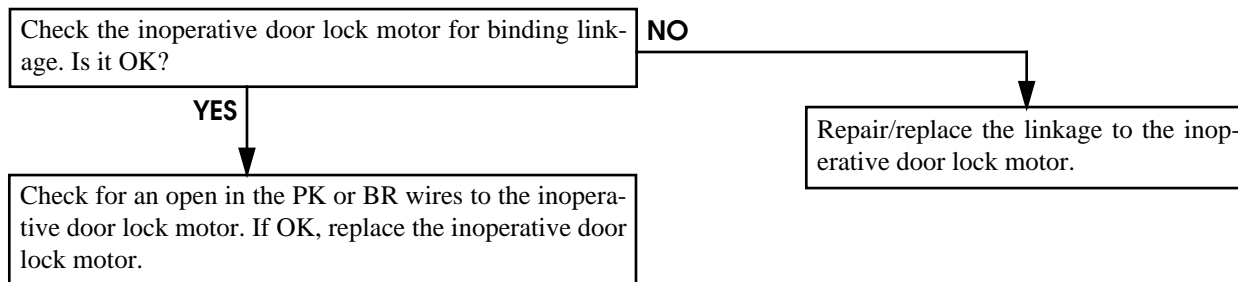 Check the inoperative door lock motor for binding link-
age. Is it OK?
NO
YES
Repair/replace the linkage to the inop-
erative door lock motor.
Check for an open in the PK or BR wires to the inopera-
tive door lock motor. If OK, replace the inoperative door
lock motor.